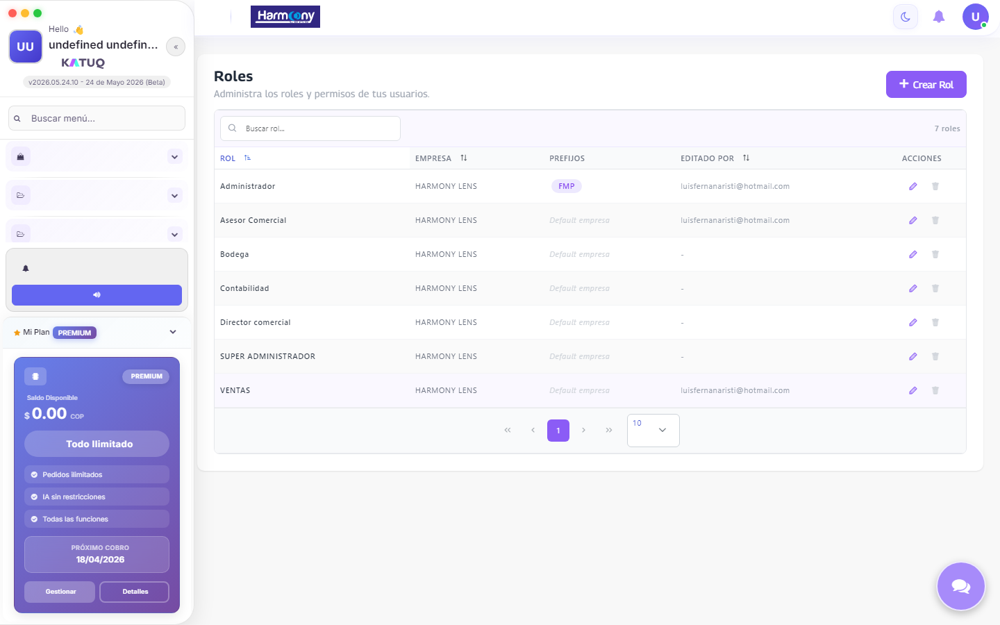 Hello 👋
UU
undefined undefin...
«
KATUQ
v2026.05.24.10 - 24 de Mayo 2026 (Beta)
Buscar menú...
Mi Plan PREMIUM
PREMIUM
Saldo Disponible
$ 0.00 COP
Todo Ilimitado
Pedidos ilimitados
IA sin restricciones
Todas las funciones
PRÓXIMO COBRO
18/04/2026
Gestionar Detalles
Harmony
U
Roles
Administra los roles y permisos de tus usuarios.
+ Crear Rol
Buscar rol...
7 roles
ROL EMPRESA PREFIJOS EDITADO POR ACCIONES
Administrador HARMONY LENS FMP luisfernanaristi@hotmail.com
Asesor Comercial HARMONY LENS Default empresa luisfernanaristi@hotmail.com
Bodega HARMONY LENS Default empresa -
Contabilidad HARMONY LENS Default empresa -
Director comercial HARMONY LENS Default empresa -
SUPER ADMINISTRADOR HARMONY LENS Default empresa -
VENTAS HARMONY LENS Default empresa luisfernanaristi@hotmail.com
« ‹ 1 › » 10